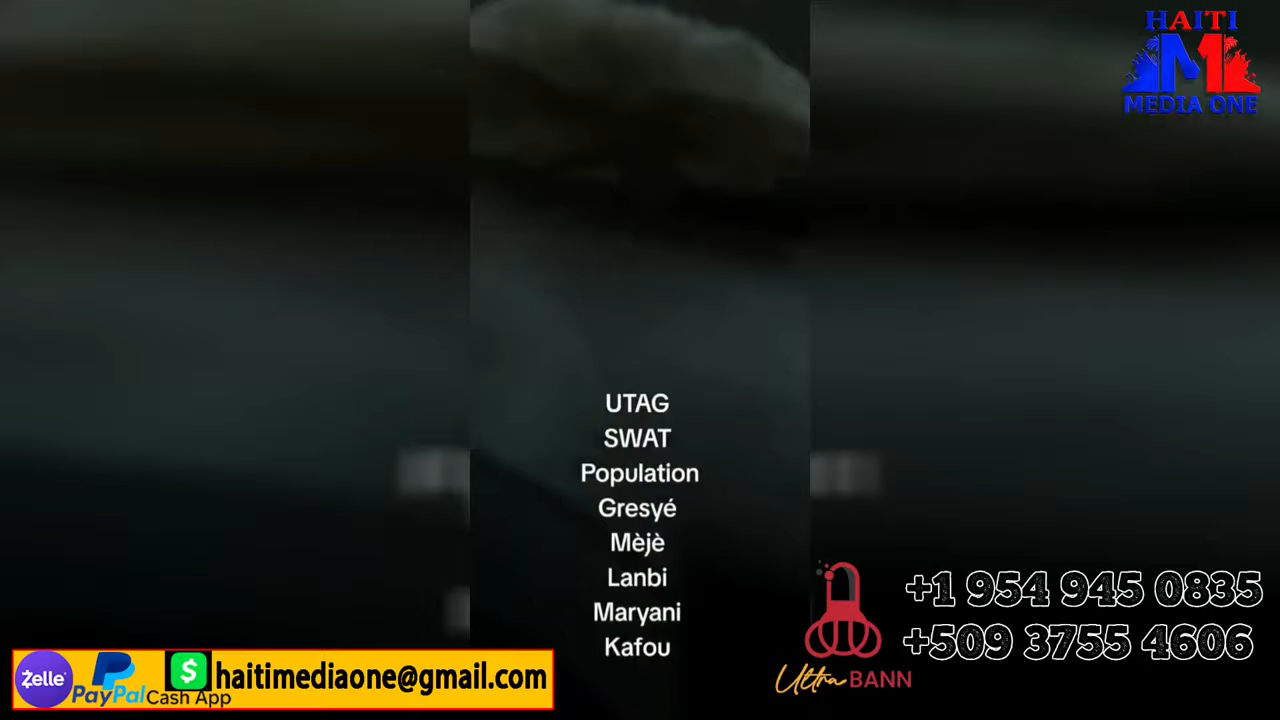 HAITI
M1
MEDIA ONE
UTAG
SWAT
Population
Gresyé
Mèjè
Lanbi
Maryani
Kafou
+1 954 945 0835
+509 3755 4606
Ultra BANN
Zelle
PayPal
$
Cash App
haitimediaone@gmail.com